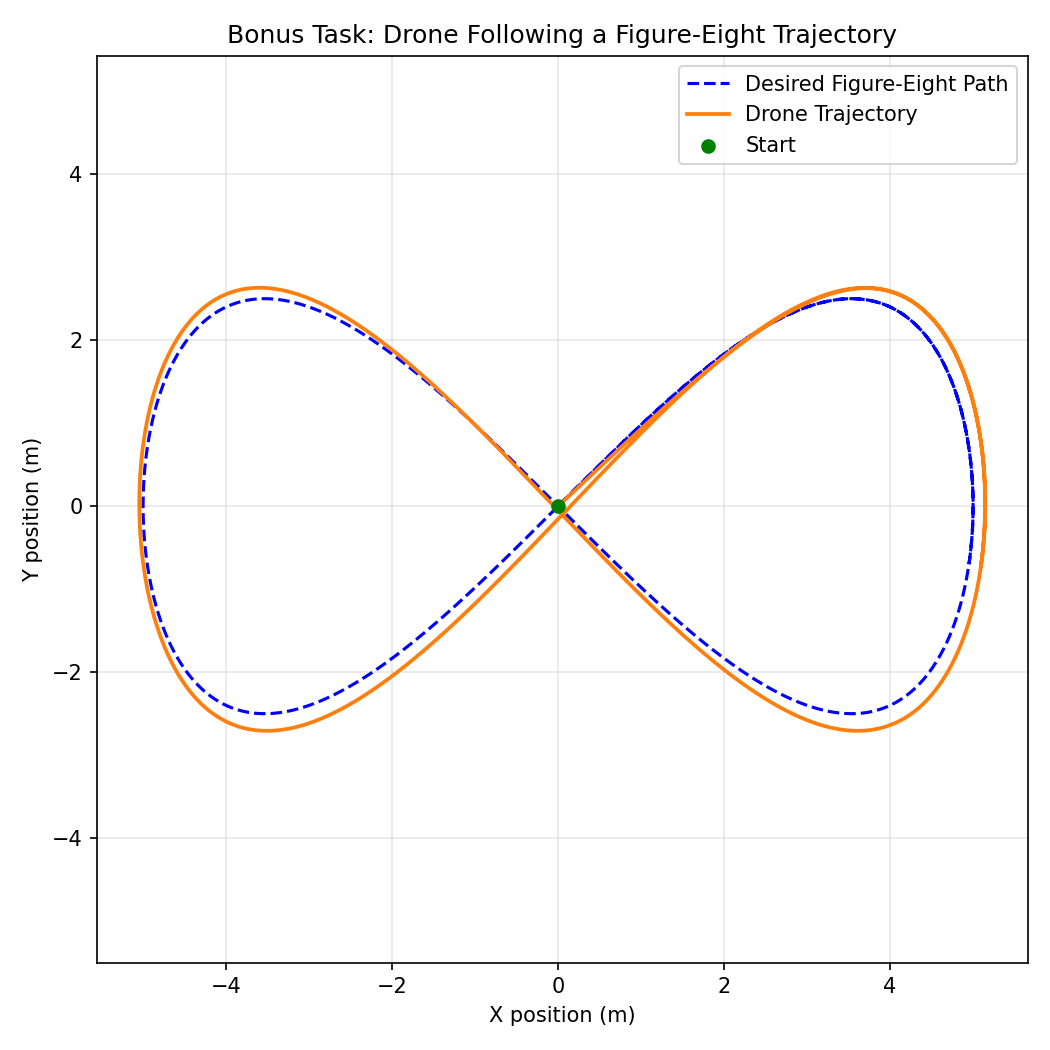 Bonus Task: Drone Following a Figure-Eight Trajectory
Desired Figure-Eight Path
Drone Trajectory
Start
4
2
0
−2
−4
Y position (m)
−4
−2
0
2
4
X position (m)